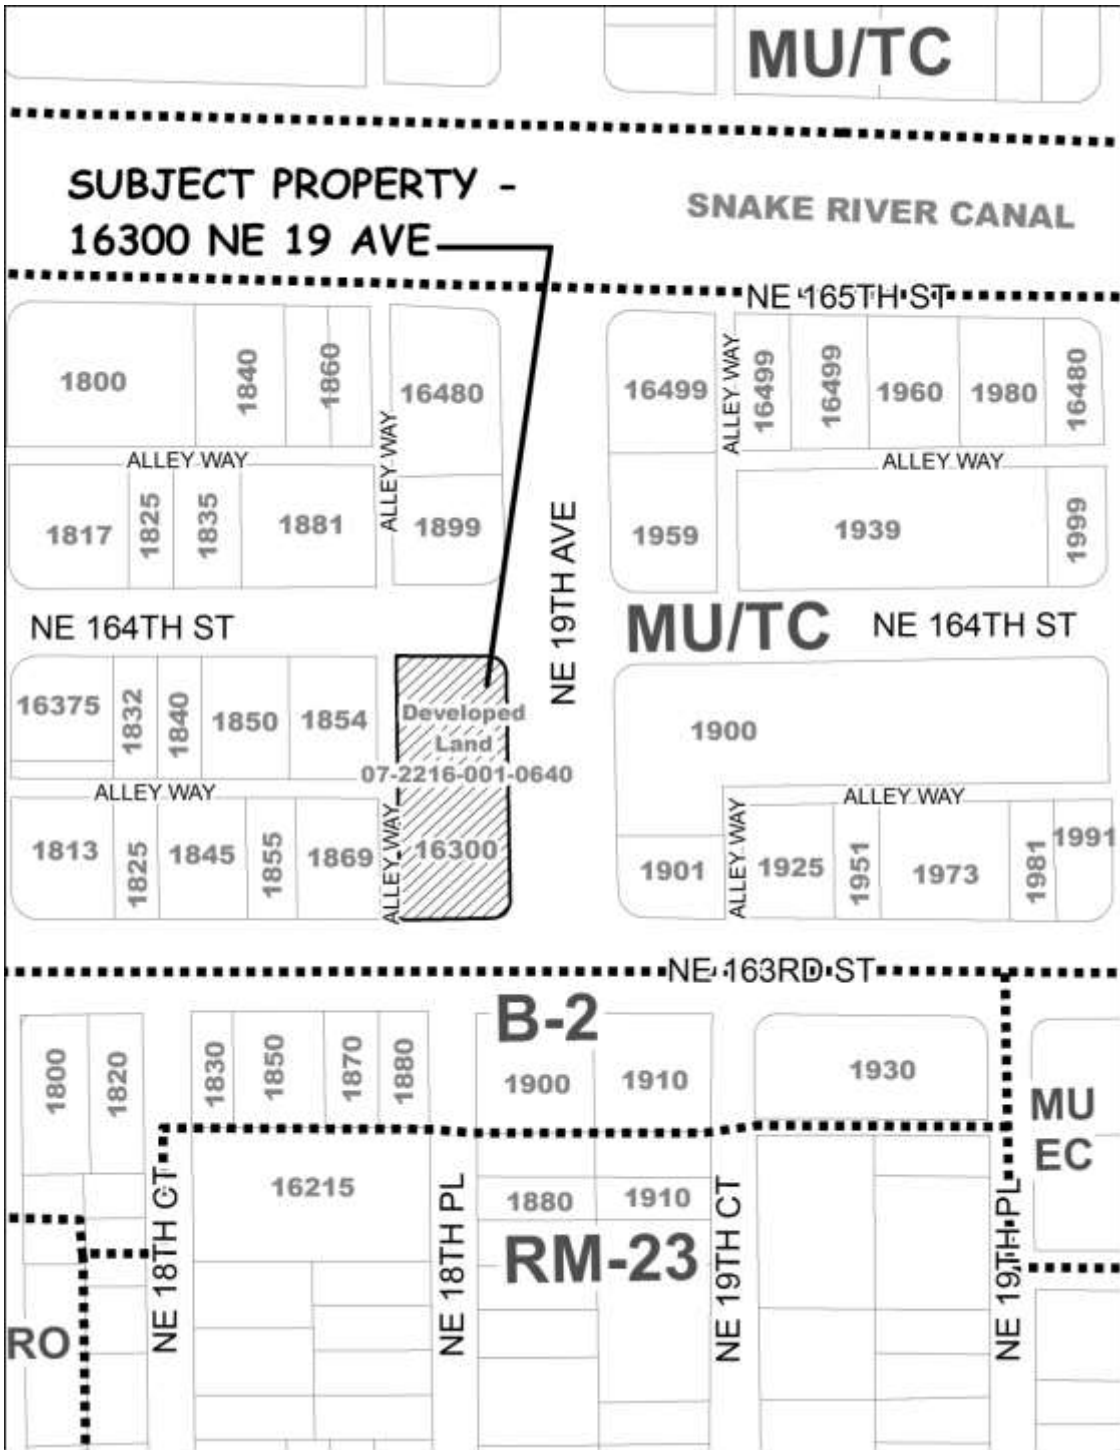 MU/TC
SUBJECT PROPERTY -
16300 NE 19 AVE
SNAKE RIVER CANAL
NE 165TH ST
1800
1840
1860
16480
16499
ALLEY WAY
16499
16499
1960
1980
16480
ALLEY WAY
ALLEY WAY
ALLEY WAY
1817
1825
1835
1881
1899
NE 19TH AVE
1959
1939
1999
NE 164TH ST
MU/TC
NE 164TH ST
16375
1832
1840
1850
1854
Developed
Land
07-2216-001-0640
1900
ALLEY WAY
ALLEY WAY
1813
1825
1845
1855
1869
ALLEY WAY
16300
1901
ALLEY WAY
1925
1951
1973
1981
1991
NE 163RD ST
B-2
1800
1820
1830
1850
1870
1880
1900
1910
1930
MU
EC
NE 18TH CT
16215
NE 18TH PL
1880
1910
NE 19TH CT
NE 19TH PL
RM-23
RO